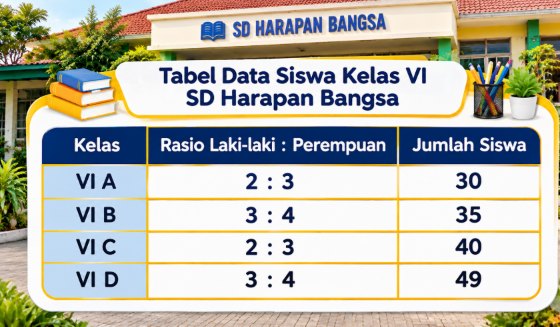 SD HARAPAN BANGSA
Tabel Data Siswa Kelas VI
SD Harapan Bangsa
Kelas Rasio Laki-laki : Perempuan Jumlah Siswa
VI A 2 : 3 30
VI B 3 : 4 35
VI C 2 : 3 40
VI D 3 : 4 49